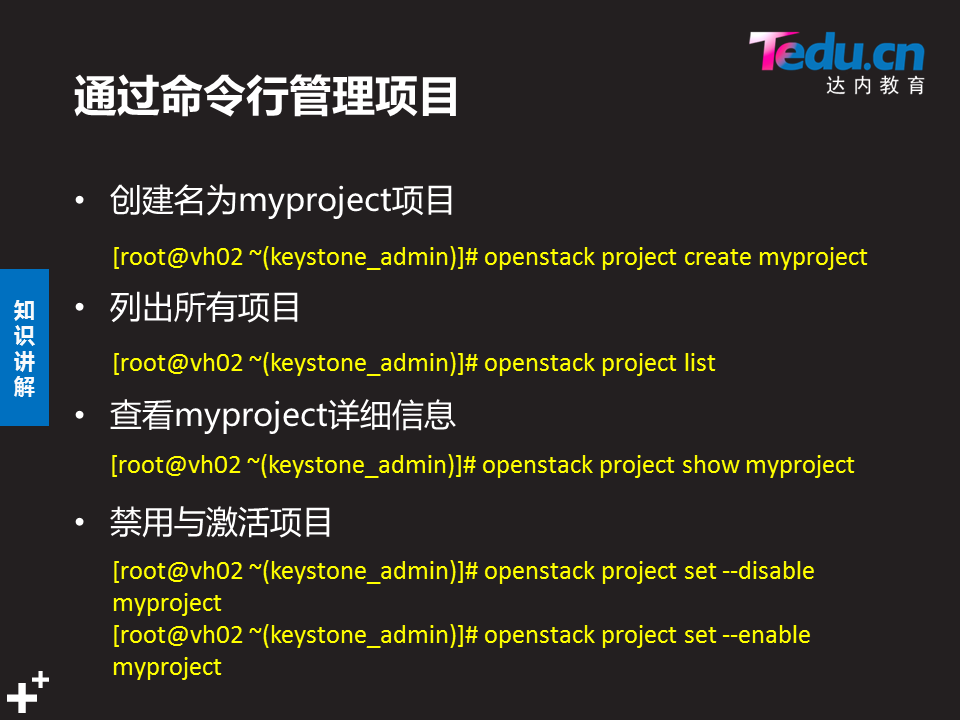 Tedu.cn
达内教育
通过命令行管理项目
• 创建名为myproject项目
[root@vh02 ~(keystone_admin)]# openstack project create myproject
• 列出所有项目
[root@vh02 ~(keystone_admin)]# openstack project list
• 查看myproject详细信息
[root@vh02 ~(keystone_admin)]# openstack project show myproject
• 禁用与激活项目
[root@vh02 ~(keystone_admin)]# openstack project set --disable
myproject
[root@vh02 ~(keystone_admin)]# openstack project set --enable
myproject
知识讲解